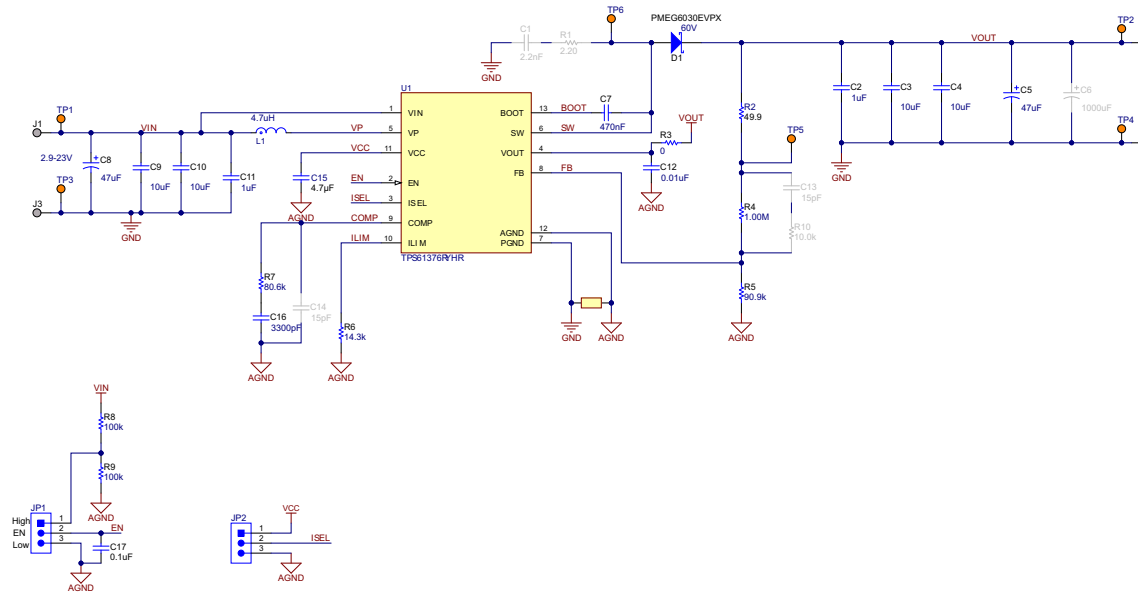 PMEG6030EVPX
60V
D1
TP6
C1
2.2nF
R1
2.20
GND
VOUT
TP2
TP4
C2
1uF
C3
10uF
C4
10uF
C5
47uF
C6
1000uF
GND
R2
49.9
TP5
C13
15pF
R4
1.00M
R10
10.0k
R5
90.9k
AGND
J1
TP1
VIN
4.7uH
L1
VP
2.9-23V
C8
47uF
C9
10uF
C10
10uF
C11
1uF
TP3
J3
GND
VCC
C15
4.7µF
AGND
EN
ISEL
COMP
ILIM
U1
1
VIN
5
VP
11
VCC
2
EN
3
ISEL
9
COMP
10
ILIM
BOOT
13
SW
6
VOUT
4
FB
8
AGND
12
PGND
7
TPS61376RYHR
BOOT
C7
470nF
SW
R3
0
VOUT
C12
0.01uF
AGND
FB
GND
AGND
R7
80.6k
C16
3300pF
C14
15pF
AGND
R6
14.3k
AGND
VIN
R8
100k
R9
100k
AGND
JP1
High
EN
Low
1
2
3
EN
C17
0.1uF
AGND
JP2
1
2
3
VCC
ISEL
AGND